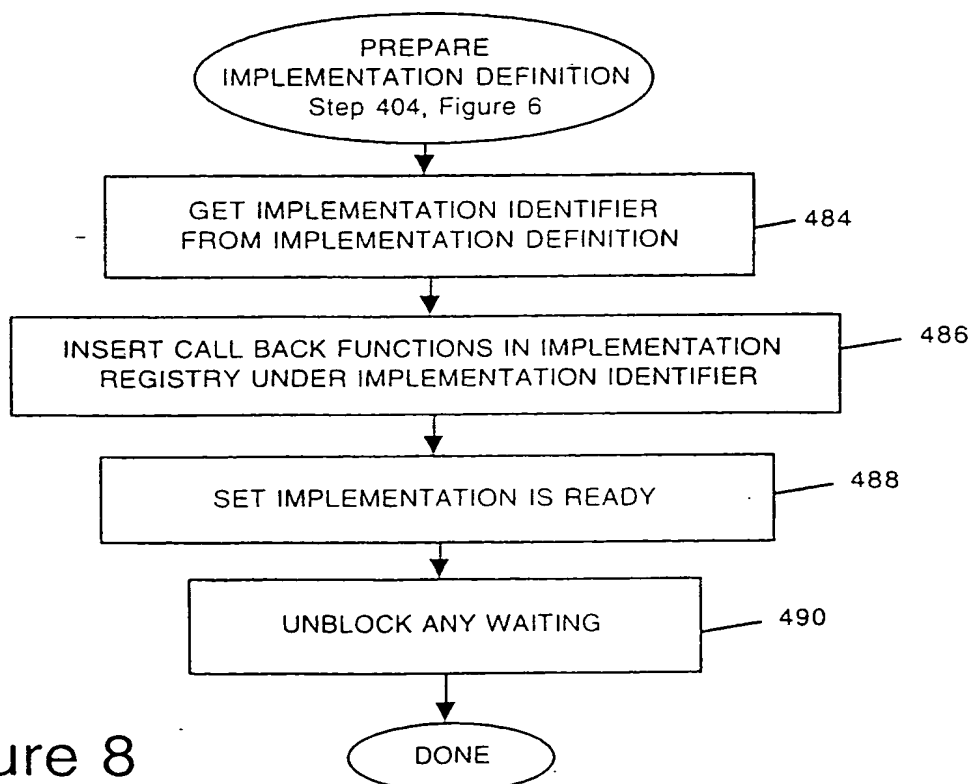 PREPARE
IMPLEMENTATION DEFINITION
Step 404, Figure 6
GET IMPLEMENTATION IDENTIFIER
FROM IMPLEMENTATION DEFINITION
484
INSERT CALL BACK FUNCTIONS IN IMPLEMENTATION
REGISTRY UNDER IMPLEMENTATION IDENTIFIER
486
SET IMPLEMENTATION IS READY
488
UNBLOCK ANY WAITING
490
DONE
ure 8